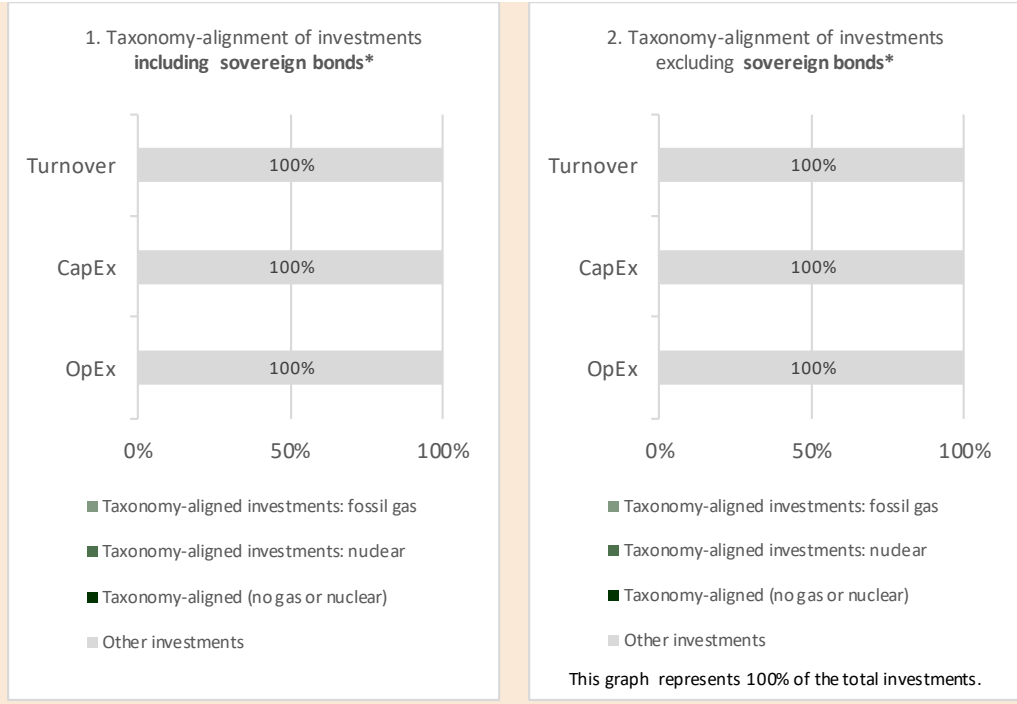 1. Taxonomy-alignment of investments
including sovereign bonds*
Turnover
100%
CapEx
100%
OpEx
100%
0% 50% 100%
Taxonomy-aligned investments: fossil gas
Taxonomy-aligned investments: nuclear
Taxonomy-aligned (no gas or nuclear)
Other investments
2. Taxonomy-alignment of investments
excluding sovereign bonds*
Turnover
100%
CapEx
100%
OpEx
100%
0% 50% 100%
Taxonomy-aligned investments: fossil gas
Taxonomy-aligned investments: nuclear
Taxonomy-aligned (no gas or nuclear)
Other investments
This graph represents 100% of the total investments.